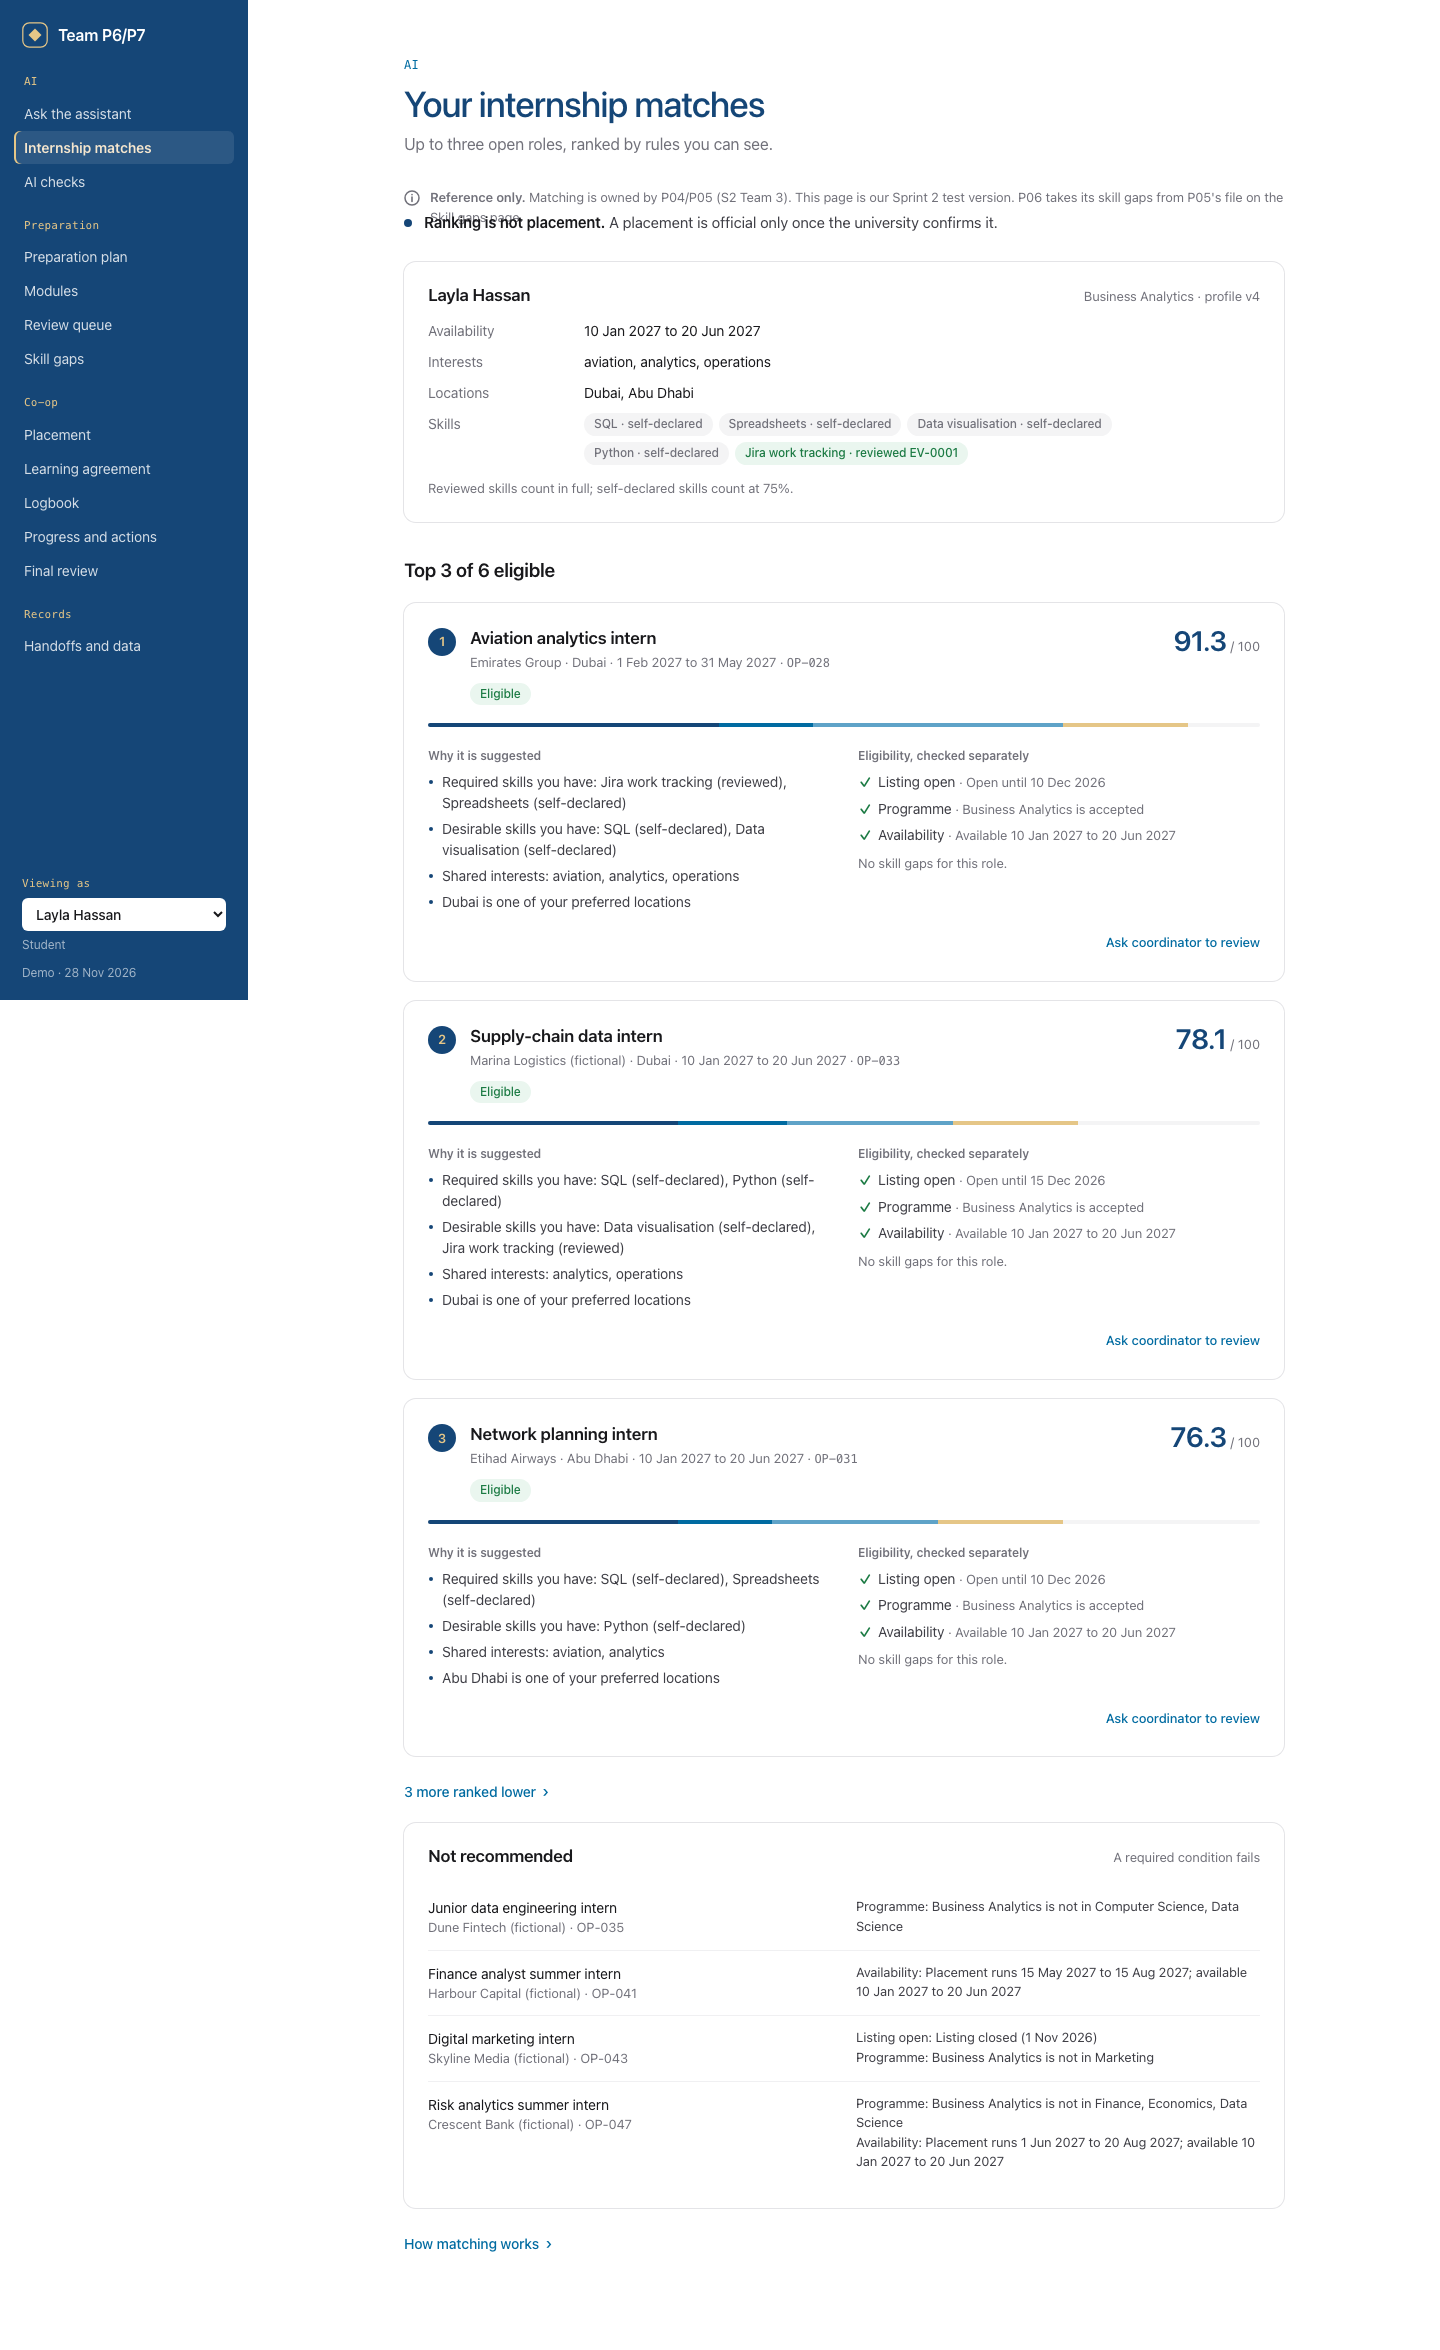 Team P6/P7
AI
Ask the assistant
Internship matches
AI checks
Preparation
Preparation plan
Modules
Review queue
Skill gaps
Co-op
Placement
Learning agreement
Logbook
Progress and actions
Final review
Records
Handoffs and data
Viewing as
Layla Hassan
Student
Demo · 28 Nov 2026
AI
Your internship matches
Up to three open roles, ranked by rules you can see.
Reference only. Matching is owned by P04/P05 (S2 Team 3). This page is our Sprint 2 test version. P06 takes its skill gaps from P05's file on the
Skill gaps page.
Ranking is not placement. A placement is official only once the university confirms it.
Layla Hassan
Business Analytics · profile v4
Availability
10 Jan 2027 to 20 Jun 2027
Interests
aviation, analytics, operations
Locations
Dubai, Abu Dhabi
Skills
SQL · self-declared
Spreadsheets · self-declared
Data visualisation · self-declared
Python · self-declared
Jira work tracking · reviewed EV-0001
Reviewed skills count in full; self-declared skills count at 75%.
Top 3 of 6 eligible
1
Aviation analytics intern
91.3 / 100
Emirates Group · Dubai · 1 Feb 2027 to 31 May 2027 · OP-028
Eligible
Why it is suggested
Required skills you have: Jira work tracking (reviewed),
Spreadsheets (self-declared)
Desirable skills you have: SQL (self-declared), Data
visualisation (self-declared)
Shared interests: aviation, analytics, operations
Dubai is one of your preferred locations
Eligibility, checked separately
Listing open · Open until 10 Dec 2026
Programme · Business Analytics is accepted
Availability · Available 10 Jan 2027 to 20 Jun 2027
No skill gaps for this role.
Ask coordinator to review
2
Supply-chain data intern
78.1 / 100
Marina Logistics (fictional) · Dubai · 10 Jan 2027 to 20 Jun 2027 · OP-033
Eligible
Why it is suggested
Required skills you have: SQL (self-declared), Python (self-
declared)
Desirable skills you have: Data visualisation (self-declared),
Jira work tracking (reviewed)
Shared interests: analytics, operations
Dubai is one of your preferred locations
Eligibility, checked separately
Listing open · Open until 15 Dec 2026
Programme · Business Analytics is accepted
Availability · Available 10 Jan 2027 to 20 Jun 2027
No skill gaps for this role.
Ask coordinator to review
3
Network planning intern
76.3 / 100
Etihad Airways · Abu Dhabi · 10 Jan 2027 to 20 Jun 2027 · OP-031
Eligible
Why it is suggested
Required skills you have: SQL (self-declared), Spreadsheets
(self-declared)
Desirable skills you have: Python (self-declared)
Shared interests: aviation, analytics
Abu Dhabi is one of your preferred locations
Eligibility, checked separately
Listing open · Open until 10 Dec 2026
Programme · Business Analytics is accepted
Availability · Available 10 Jan 2027 to 20 Jun 2027
No skill gaps for this role.
Ask coordinator to review
3 more ranked lower ›
Not recommended
A required condition fails
Junior data engineering intern
Dune Fintech (fictional) · OP-035
Programme: Business Analytics is not in Computer Science, Data
Science
Finance analyst summer intern
Harbour Capital (fictional) · OP-041
Availability: Placement runs 15 May 2027 to 15 Aug 2027; available
10 Jan 2027 to 20 Jun 2027
Digital marketing intern
Skyline Media (fictional) · OP-043
Listing open: Listing closed (1 Nov 2026)
Programme: Business Analytics is not in Marketing
Risk analytics summer intern
Crescent Bank (fictional) · OP-047
Programme: Business Analytics is not in Finance, Economics, Data
Science
Availability: Placement runs 1 Jun 2027 to 20 Aug 2027; available 10
Jan 2027 to 20 Jun 2027
How matching works ›